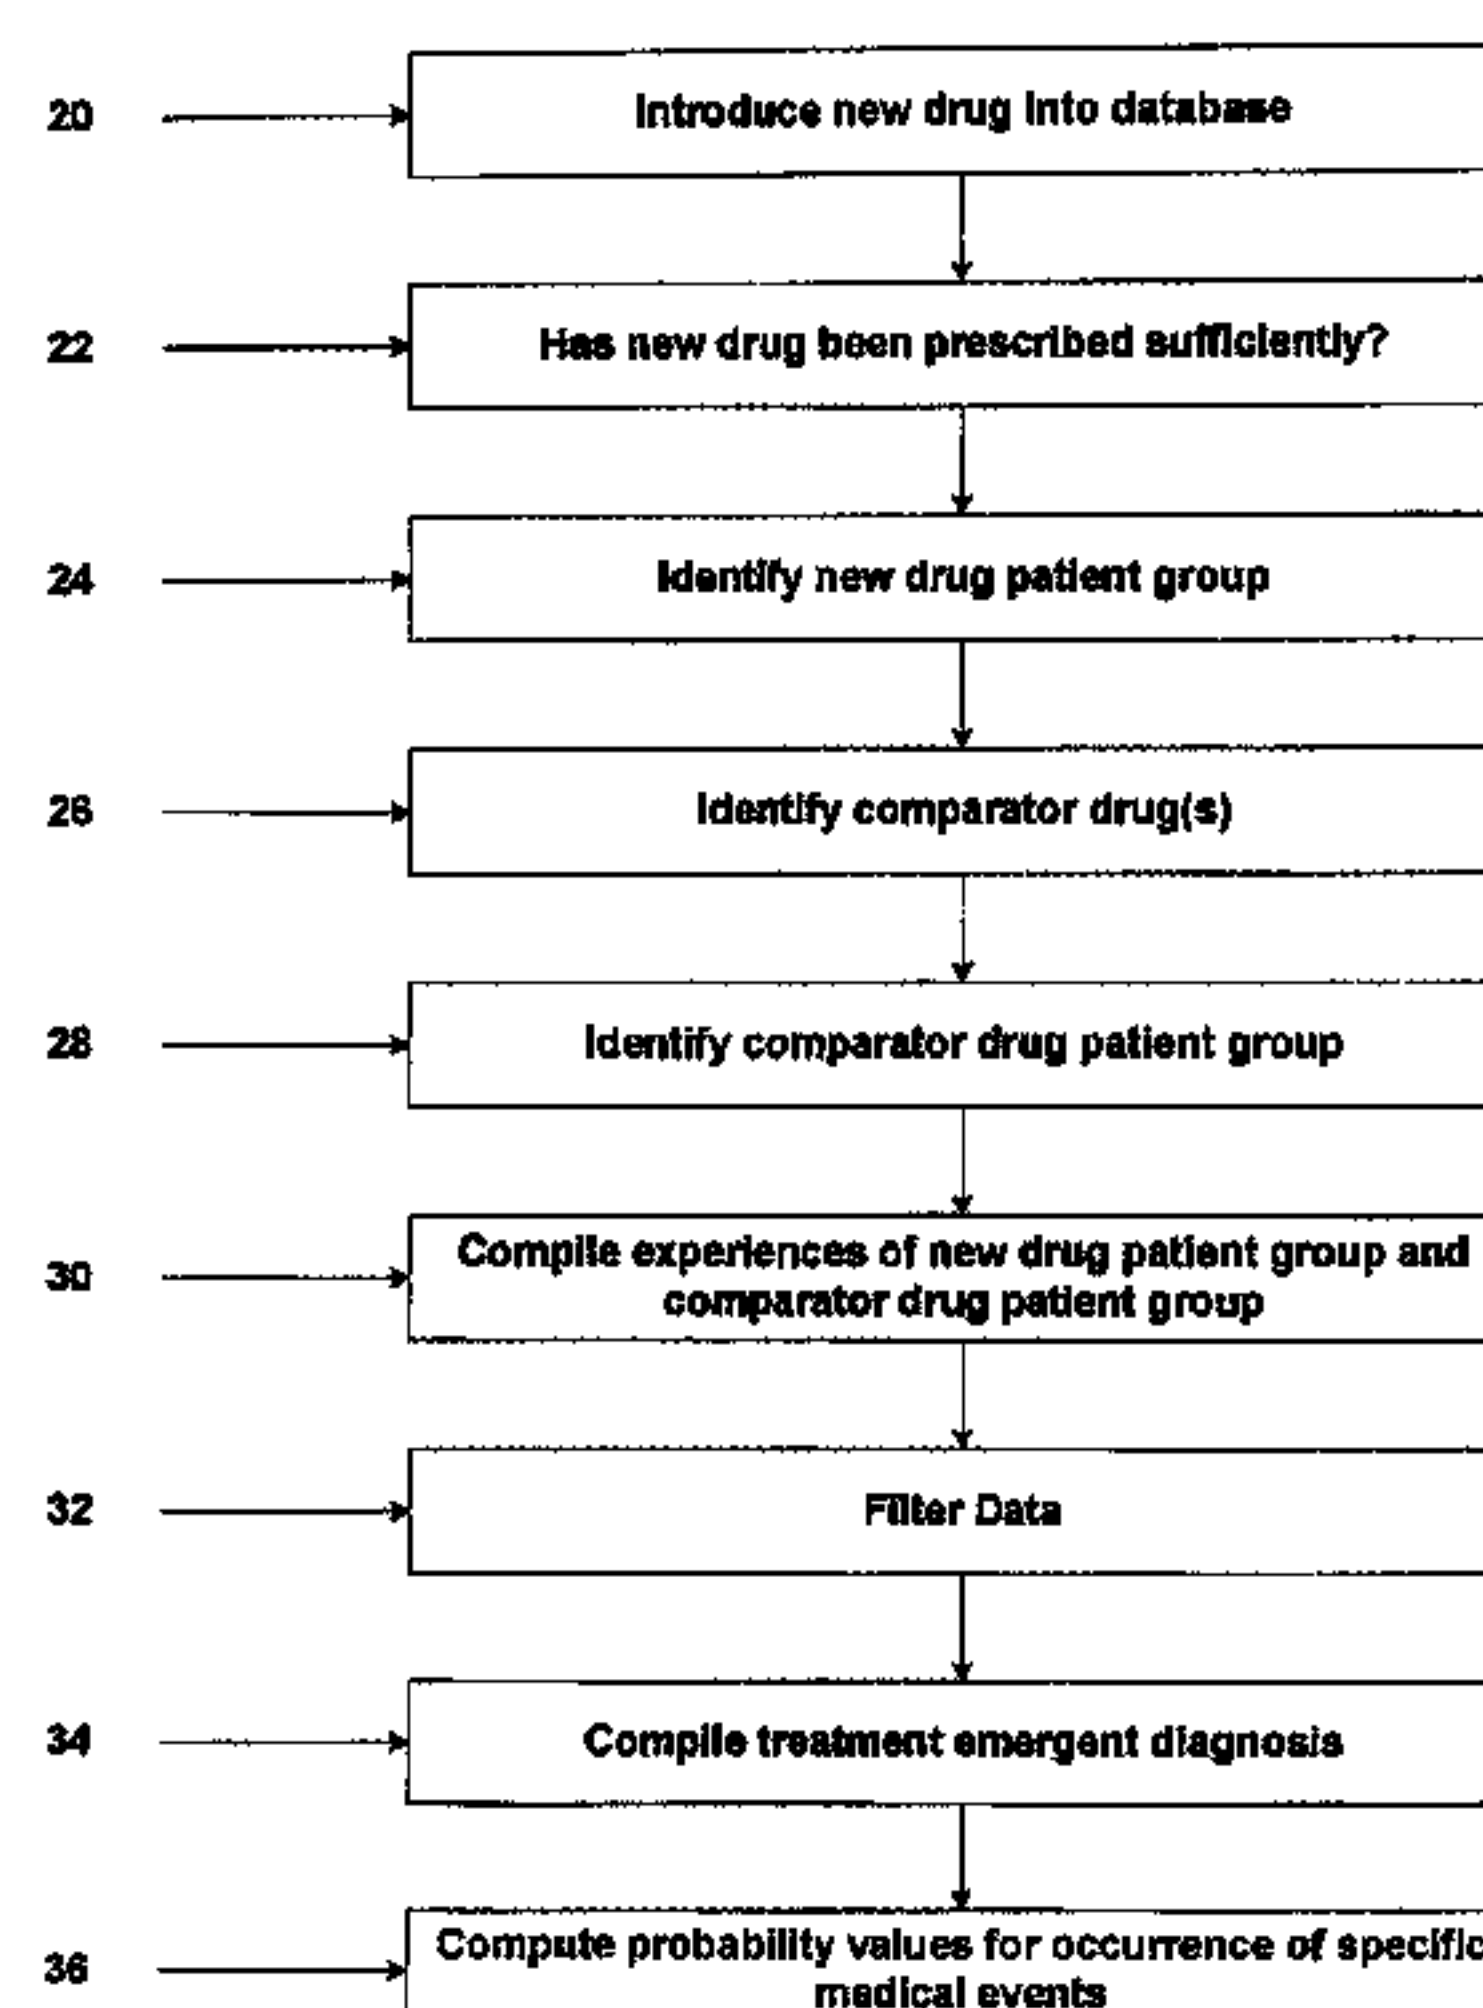 20
Introduce new drug into database
22
Has new drug been prescribed sufficiently?
24
Identify new drug patient group
26
Identify comparator drug(s)
28
Identify comparator drug patient group
30
Compile experiences of new drug patient group and
comparator drug patient group
32
Filter Data
34
Compile treatment emergent diagnosis
36
Compute probability values for occurrence of specific
medical events